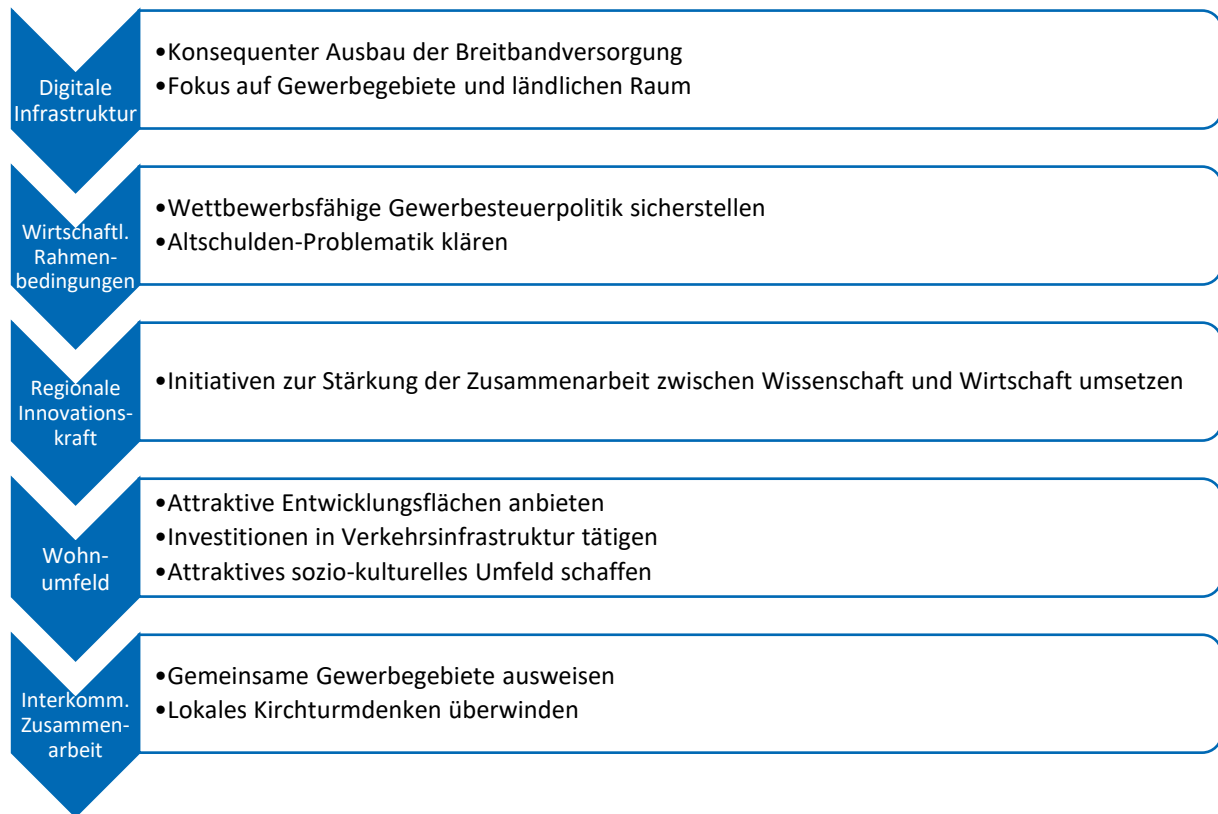 Digitale
Infrastruktur
•Konsequenter Ausbau der Breitbandversorgung
•Fokus auf Gewerbegebiete und ländlichen Raum
Wirtschaftl.
Rahmen-
bedingungen
•Wettbewerbsfähige Gewerbesteuerpolitik sicherstellen
•Altschulden-Problematik klären
Regionale
Innovations-
kraft
•Initiativen zur Stärkung der Zusammenarbeit zwischen Wissenschaft und Wirtschaft umsetzen
Wohn-
umfeld
•Attraktive Entwicklungsflächen anbieten
•Investitionen in Verkehrsinfrastruktur tätigen
•Attraktives sozio-kulturelles Umfeld schaffen
Interkomm.
Zusammen-
arbeit
•Gemeinsame Gewerbegebiete ausweisen
•Lokales Kirchturmdenken überwinden